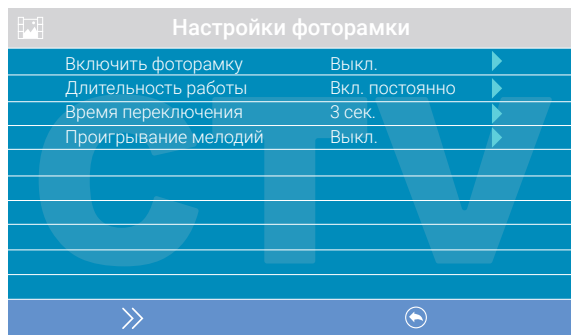 Настройки фоторамки
Включить фоторамку Выкл.
Длительность работы Вкл. постоянно
Время переключения 3 сек.
Проигрывание мелодий Выкл.
CTV